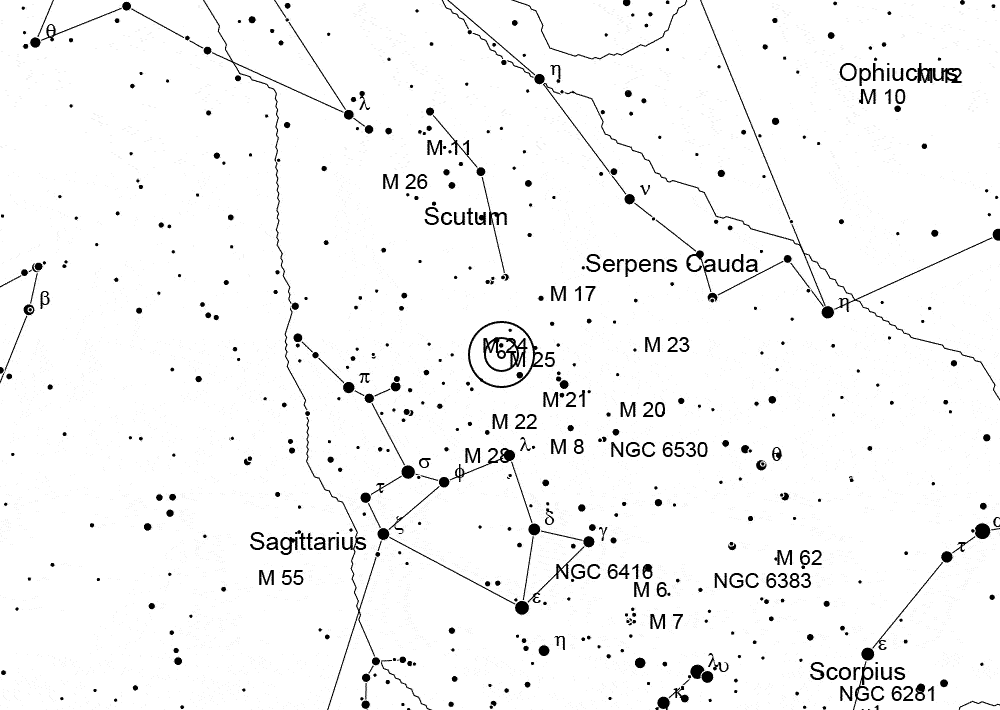 θ
η
Ophiuchus
M 12
M 10
λ
M 11
M 26
ν
Scutum
Serpens Cauda
β
M 17
η
M 24
M 25
M 23
π
M 21
M 20
M 22
λ
M 8
NGC 6530
M 28
θ
σ
φ
τ
δ
γ
α
ζ
Sagittarius
τ
M 62
M 55
NGC 6416
NGC 6383
M 6
ε
M 7
η
ε
λ
υ
Scorpius
κ
NGC 6281
μ1